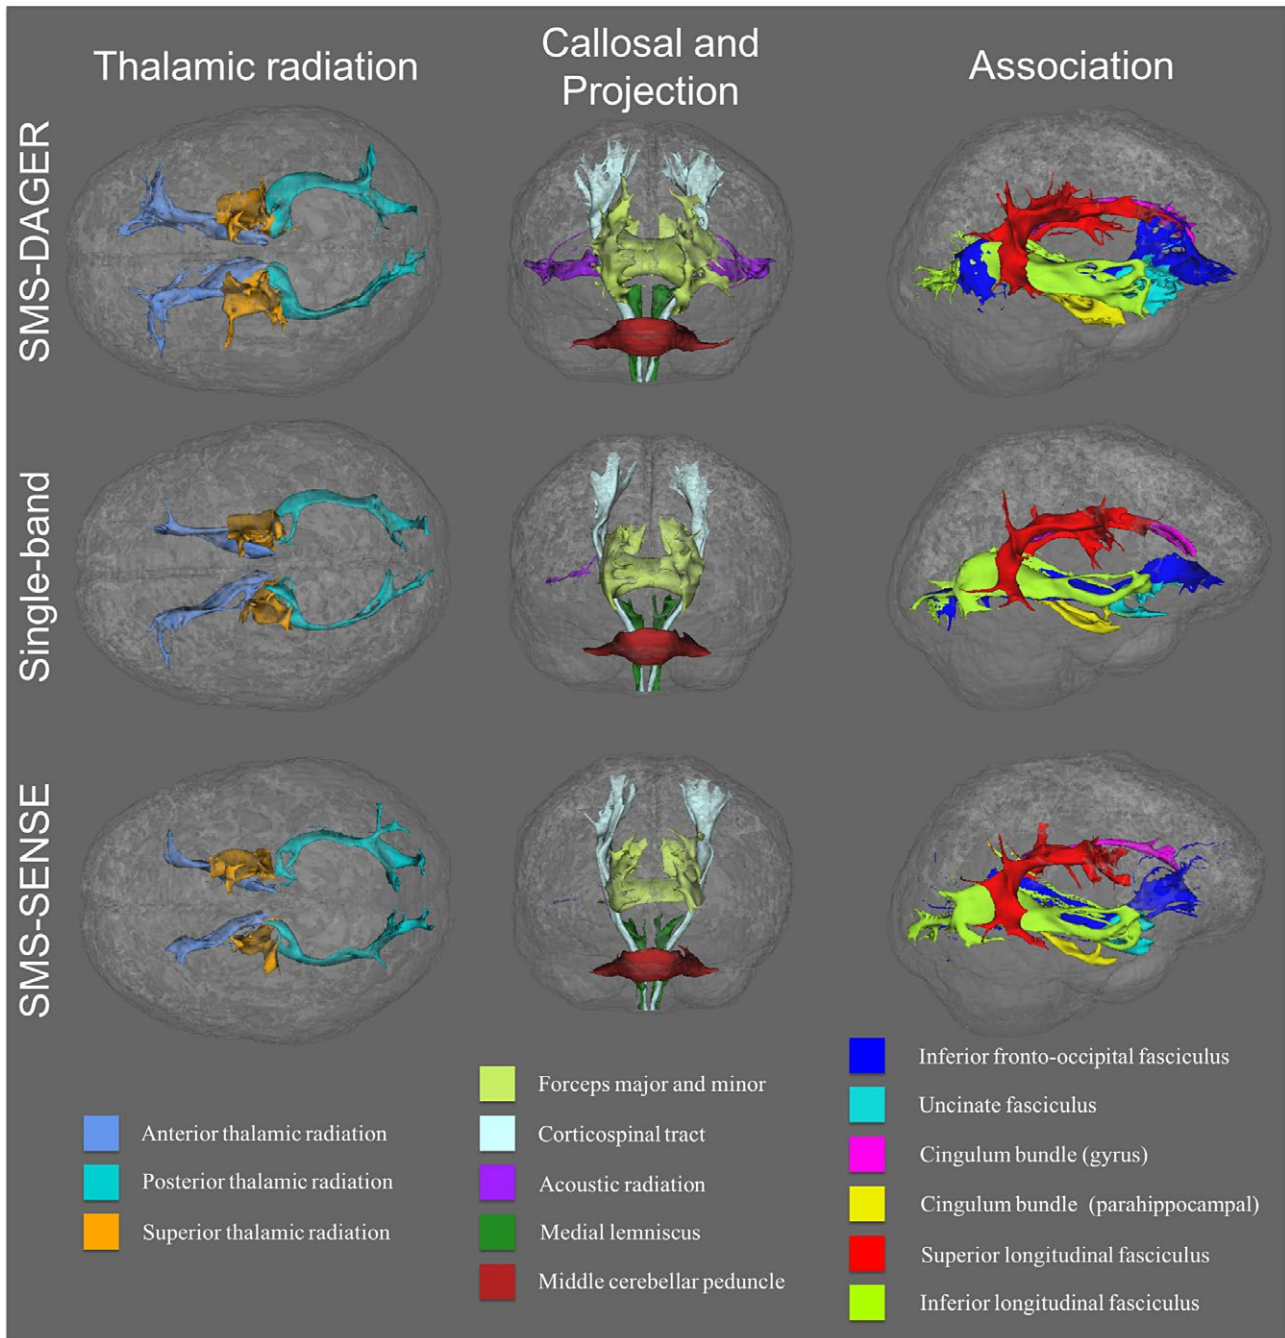 Thalamic radiation
Callosal and
Projection
Association
SMS-DAGER
Single-band
SMS-SENSE
Anterior thalamic radiation
Posterior thalamic radiation
Superior thalamic radiation
Forceps major and minor
Corticospinal tract
Acoustic radiation
Medial lemniscus
Middle cerebellar peduncle
Inferior fronto-occipital fasciculus
Uncinate fasciculus
Cingulum bundle (gyrus)
Cingulum bundle (parahippocampal)
Superior longitudinal fasciculus
Inferior longitudinal fasciculus